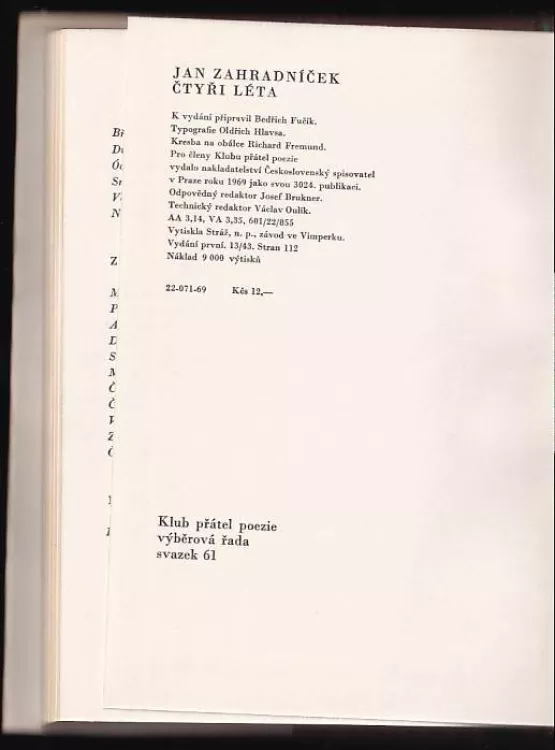 JAN ZAHRADNÍČEK
ČTYŘI LÉTA
K vydání připravil Bedřich Fučík.
Typografie Oldřich Hlavsa.
Kresba na obálce Richard Fremund.
Pro členy Klubu přátel poezie
vydalo nakladatelství Československý spisovatel
v Praze roku 1969 jako svou 3024. publikaci.
Odpovědný redaktor Josef Brukner.
Technický redaktor Václav Oulík.
AA 3,14, VA 3,35, 601/22/855
Vytiskla Stráž, n. p., závod ve Vimperku.
Vydání první. 13/43. Stran 112
Náklad 9 000 výtisků
22-071-69 Kčs 12,—
Klub přátel poezie
výběrová řada
svazek 61